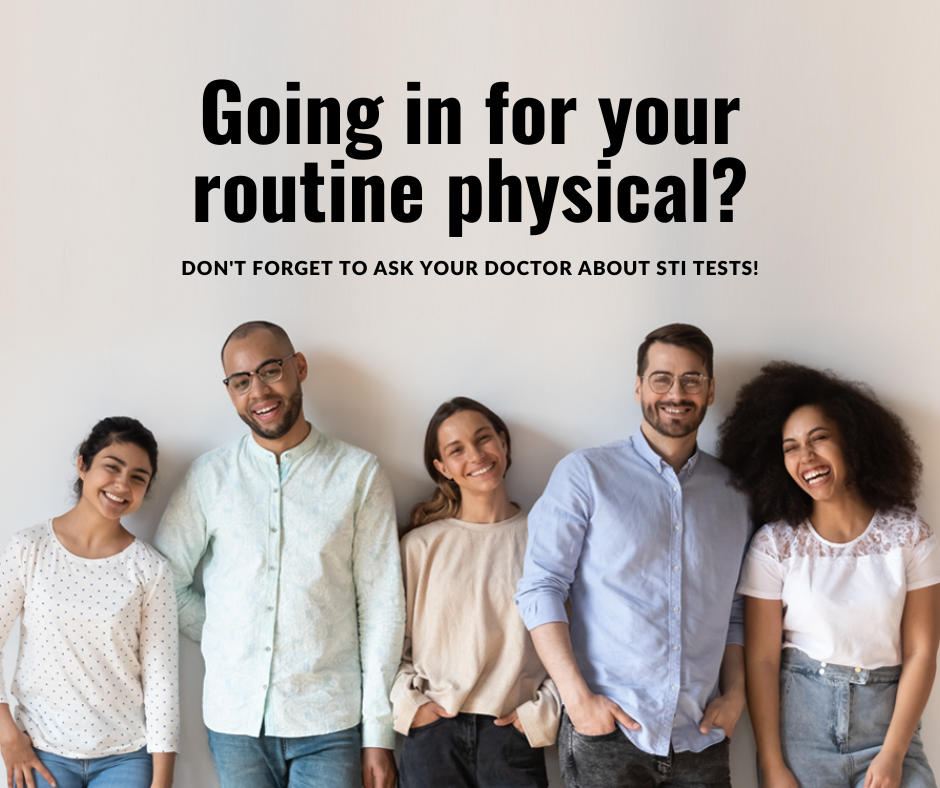 Going in for your
routine physical?
DON'T FORGET TO ASK YOUR DOCTOR ABOUT STI TESTS!